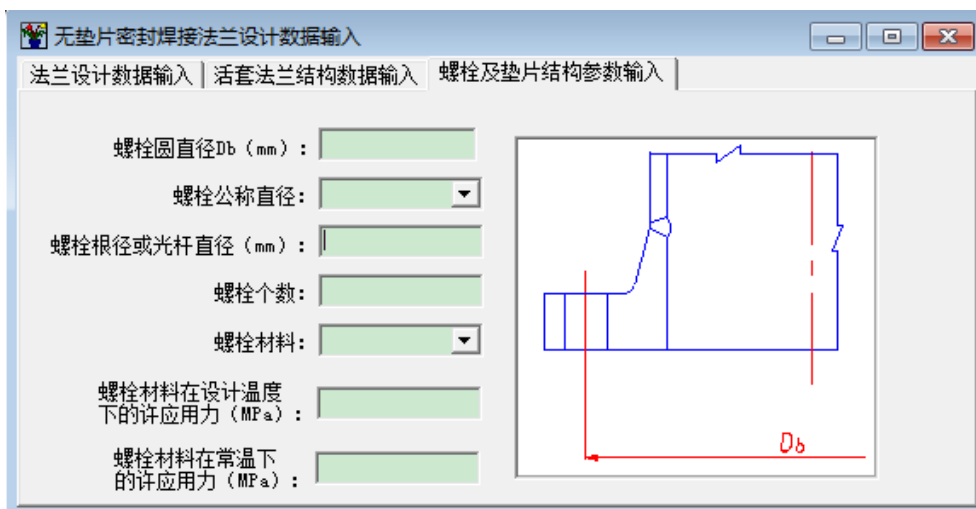 无垫片密封焊接法兰设计数据输入
法兰设计数据输入 活套法兰结构数据输入 螺栓及垫片结构参数输入
螺栓圆直径Db（mm）：
螺栓公称直径：
螺栓根径或光杆直径（mm）：
螺栓个数：
螺栓材料：
螺栓材料在设计温度
下的许应用力（MPa）：
螺栓材料在常温下
的许应用力（MPa）：
Db